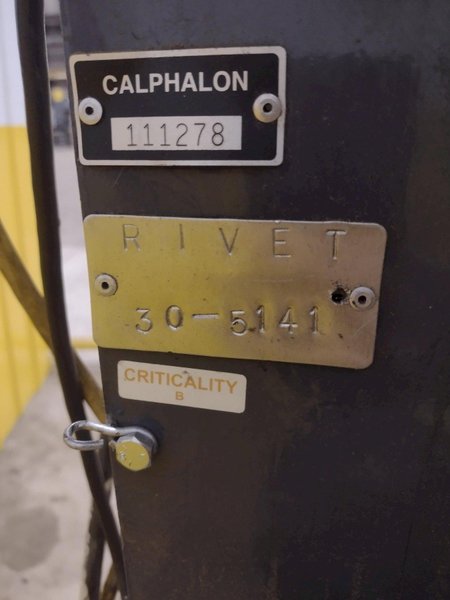 CALPHALON
111278
RIVET
30-5141
CRITICALITY
B